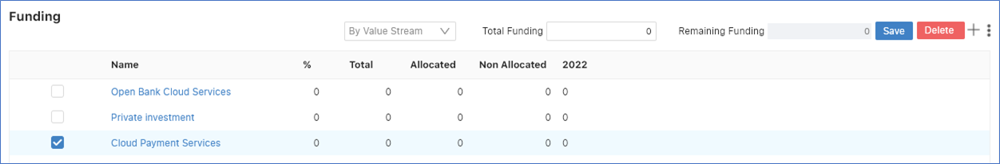 Funding
By Value Stream Total Funding 0 Remaining Funding 0 Save Delete
Name % Total Allocated Non Allocated 2022
Open Bank Cloud Services 0 0 0 0 0
Private investment 0 0 0 0 0
Cloud Payment Services 0 0 0 0 0